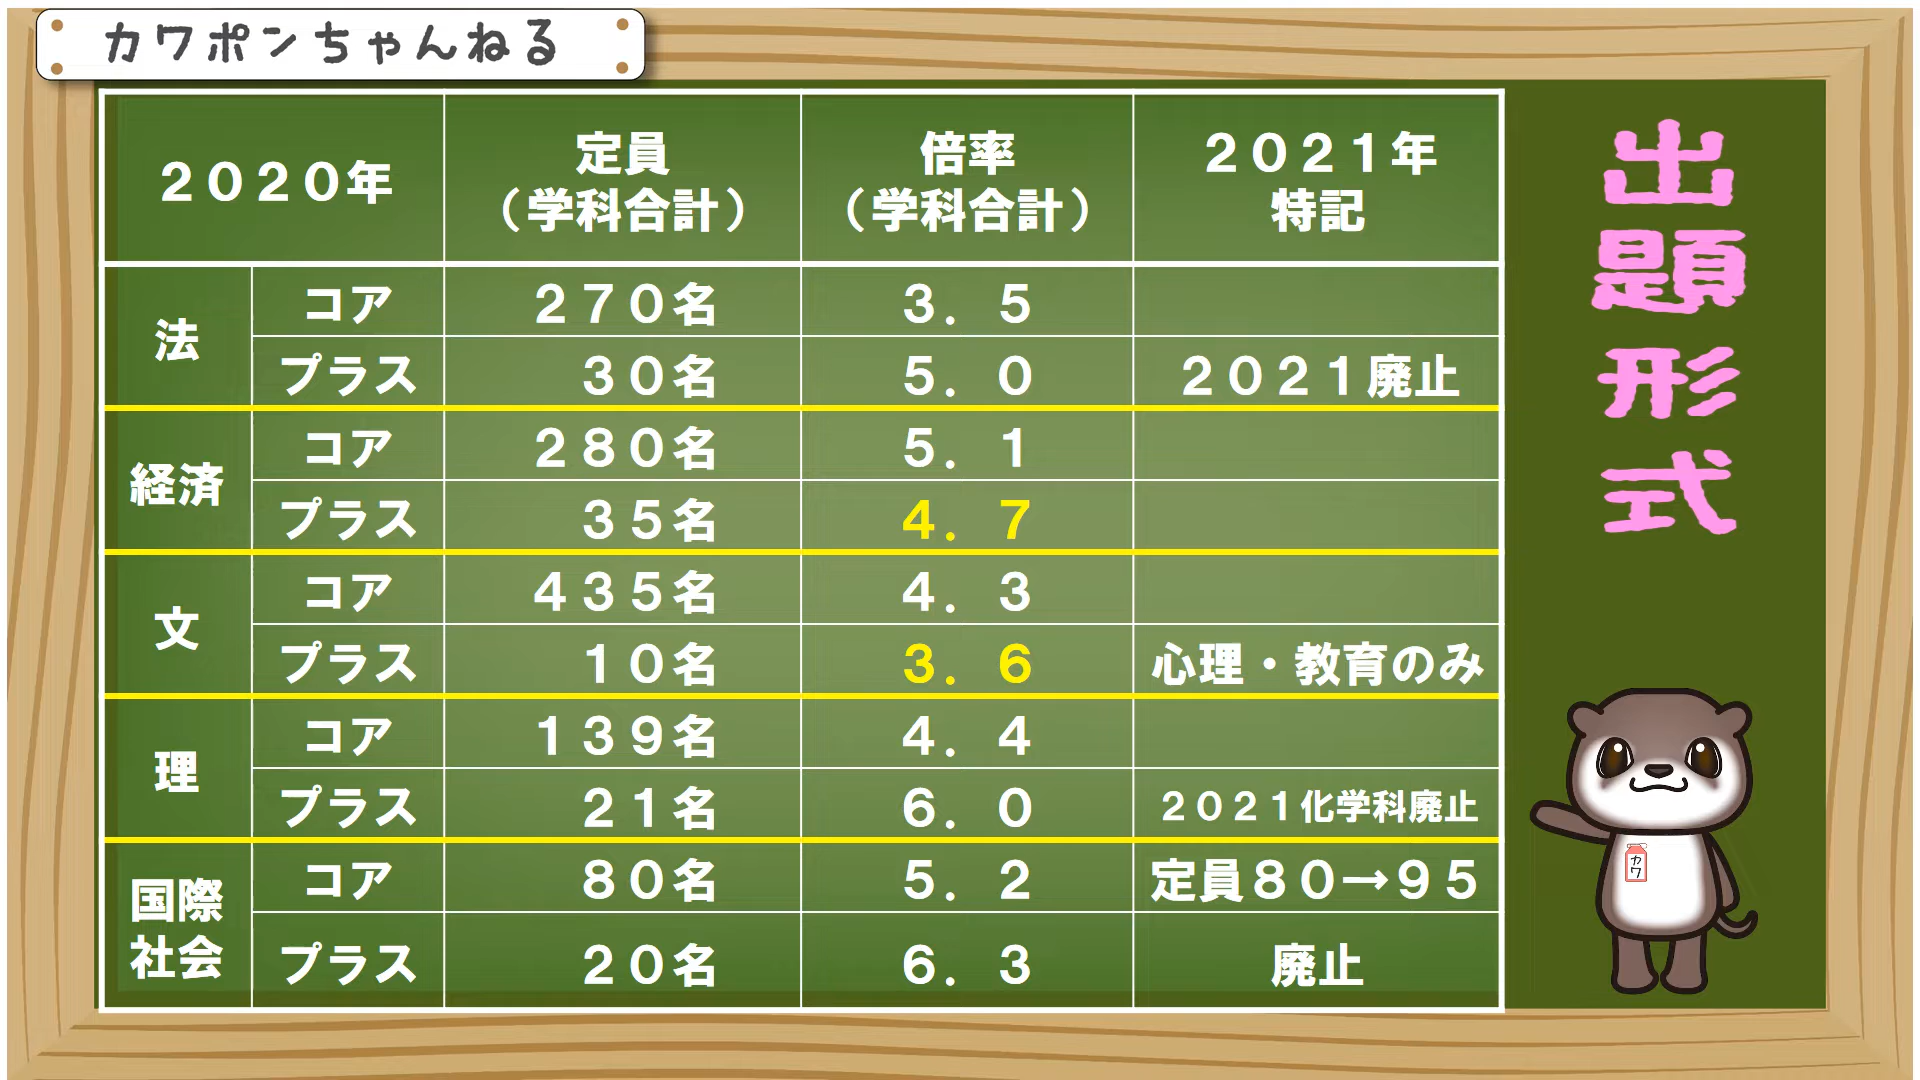 カワポンちゃんねる
２０２０年 定員（学科合計） 倍率（学科合計） ２０２１年特記
法 コア ２７０名 ３．５
プラス ３０名 ５．０ ２０２１廃止
経済 コア ２８０名 ５．１
プラス ３５名 ４．７
文 コア ４３５名 ４．３
プラス １０名 ３．６ 心理・教育のみ
理 コア １３９名 ４．４
プラス ２１名 ６．０ ２０２１化学科廃止
国際社会 コア ８０名 ５．２ 定員８０→９５
プラス ２０名 ６．３ 廃止
出題形式
カワ